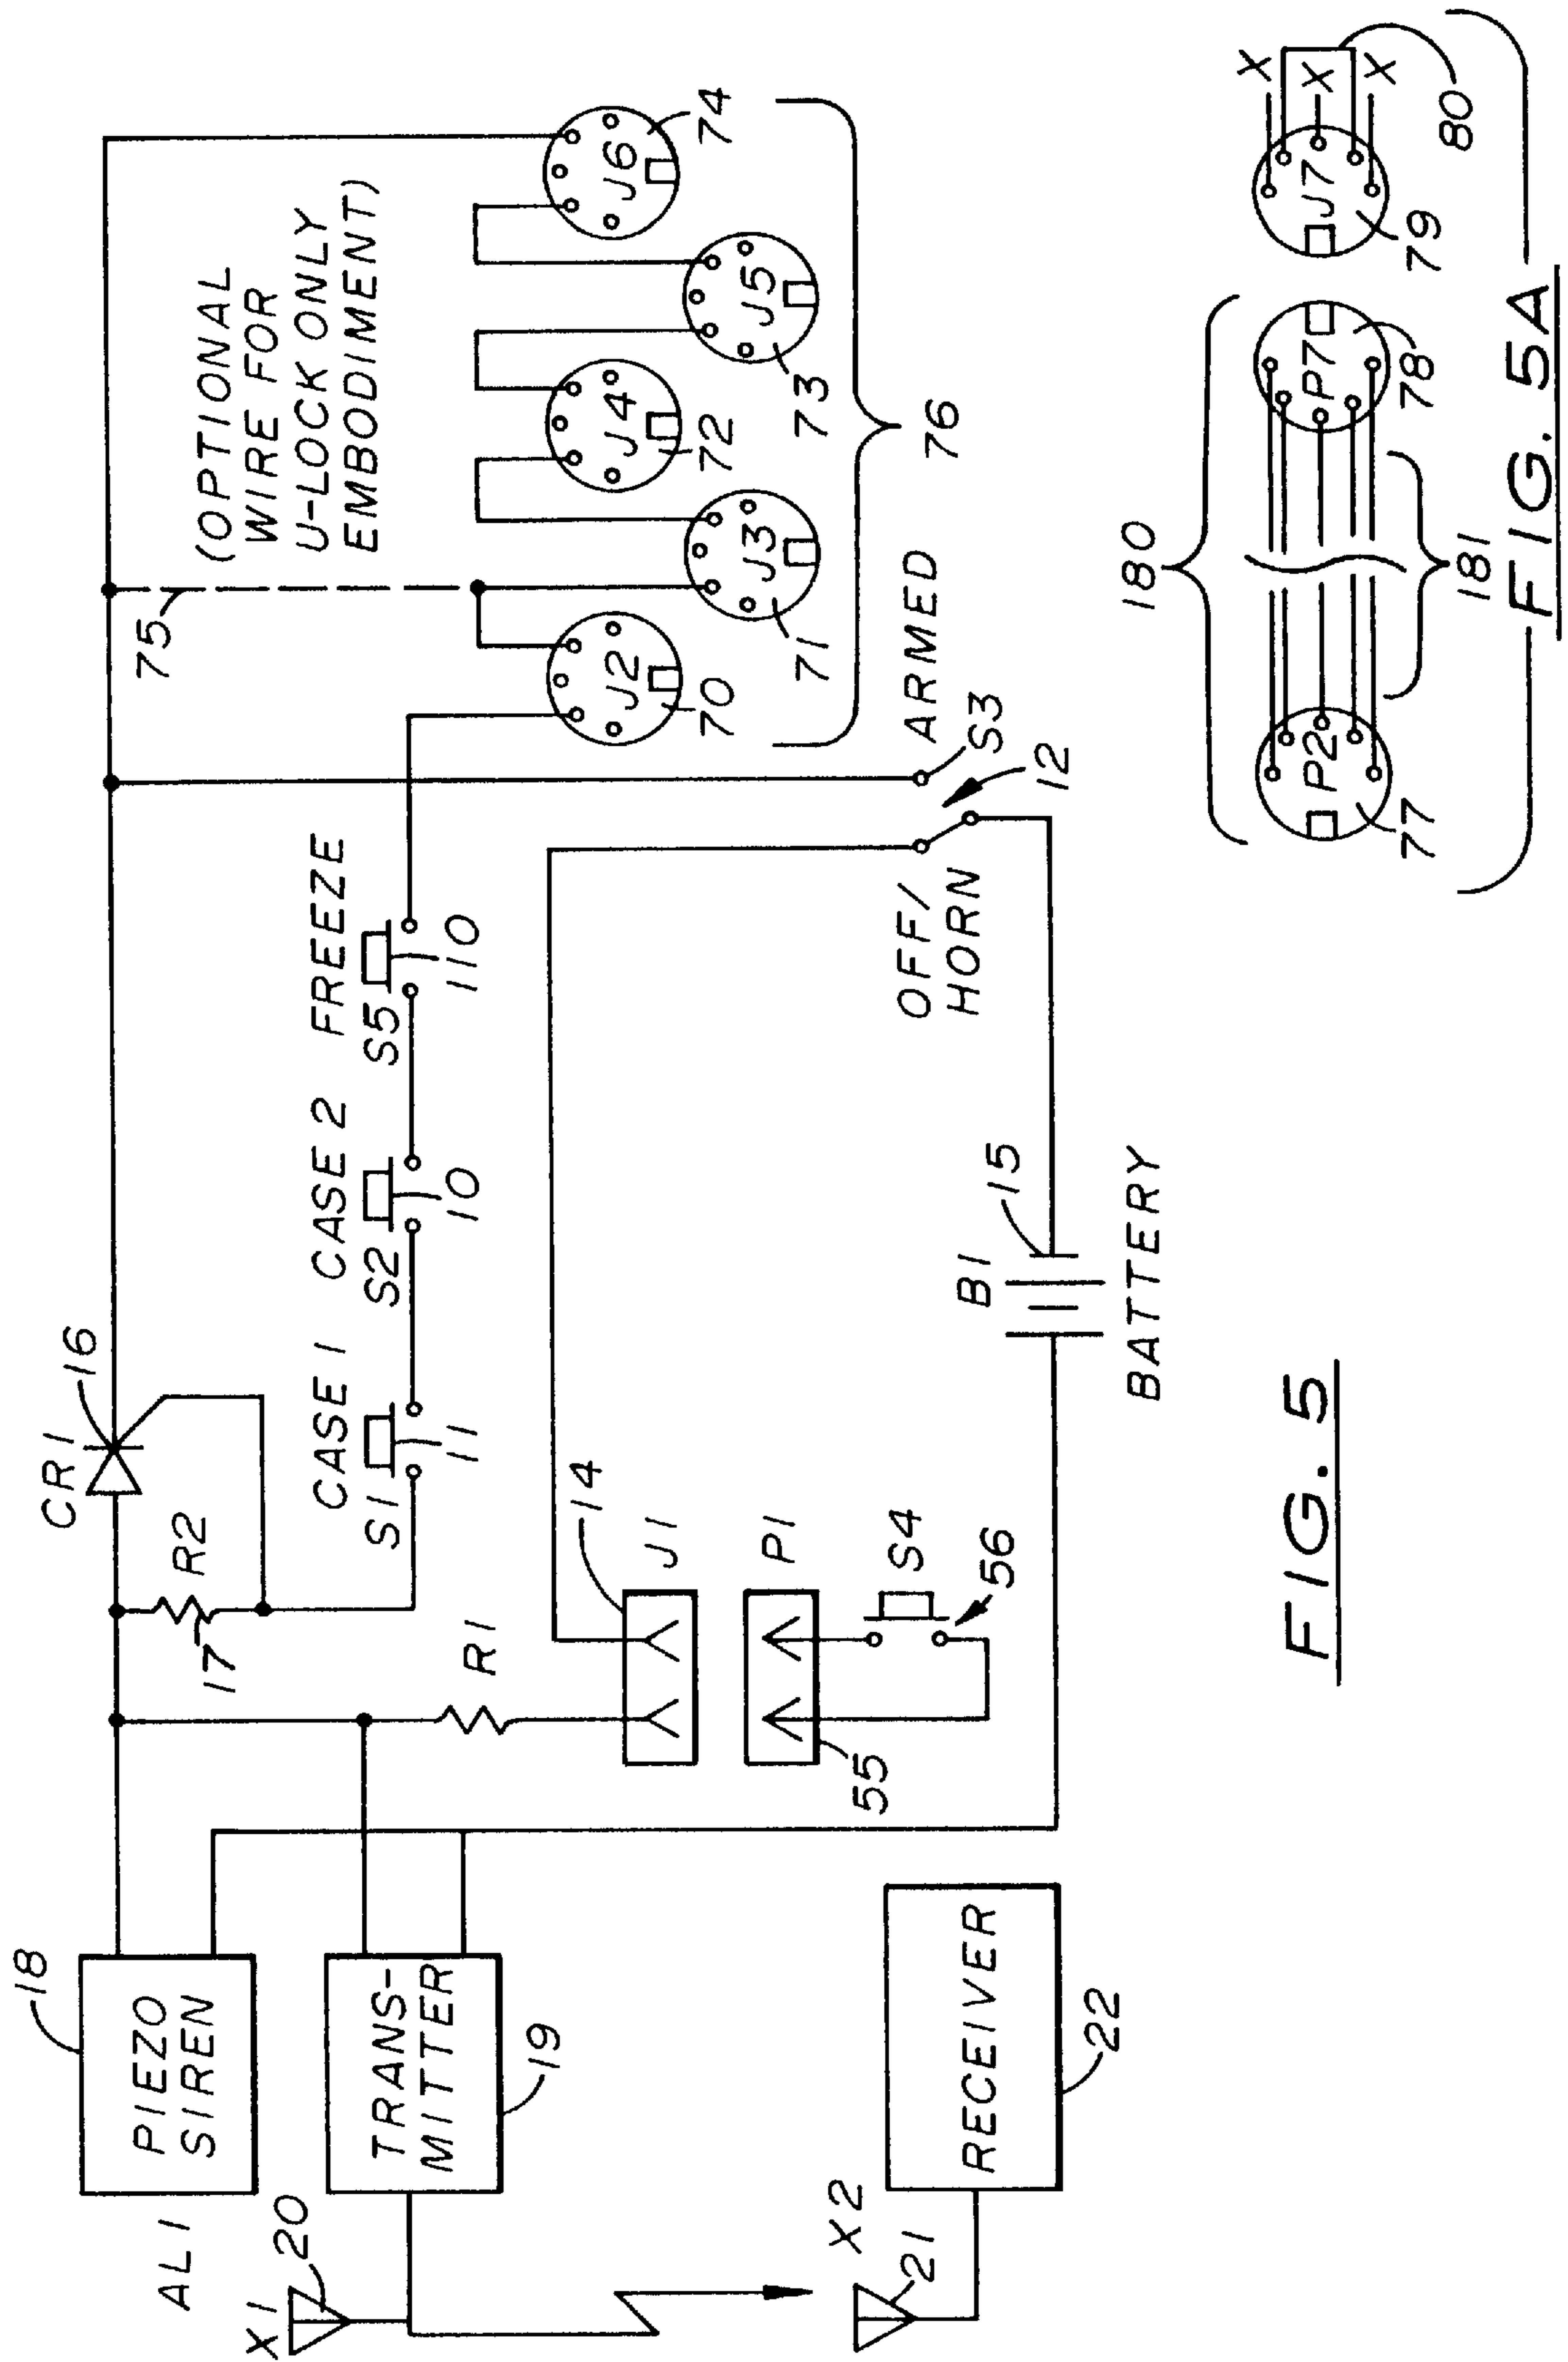 18
PIEZO
SIREN
AL1
X1
20
TRANS-
MITTER
19
X2
21
RECEIVER
22
CR1
16
R2
17
R1
CASE 1
S1
11
CASE 2
S2
10
FREEZE
S5
110
14
J1
P1
55
S4
56
B1
15
BATTERY
OFF/
HORN
ARMED
S3
12
75
(OPTIONAL
WIRE FOR
U-LOCK ONLY
EMBODIMENT)
J2
70
J3
71
J4
72
J5
73
J6
74
76
FIG. 5
180
P2
77
181
P7
78
J7
79
X
X
X
80
FIG. 5A